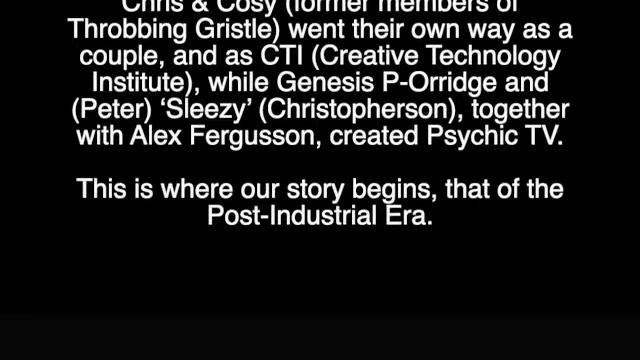 Chris & Cosy (former members of
Throbbing Gristle) went their own way as a
couple, and as CTI (Creative Technology
Institute), while Genesis P-Orridge and
(Peter) ‘Sleezy’ (Christopherson), together
with Alex Fergusson, created Psychic TV.
This is where our story begins, that of the
Post-Industrial Era.